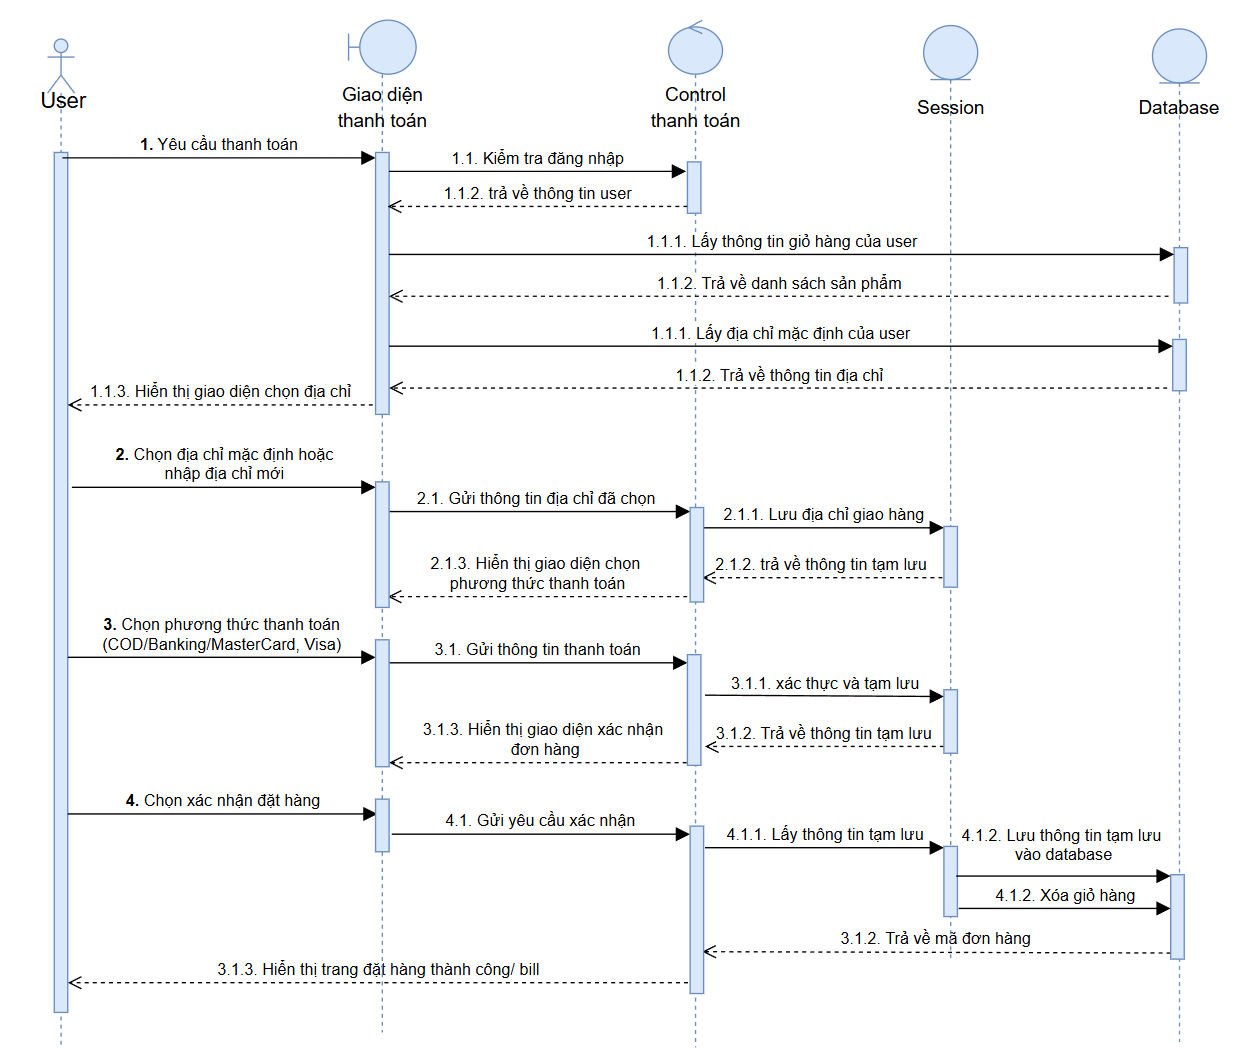 User
Giao diện
thanh toán
Control
thanh toán
Session
Database
1. Yêu cầu thanh toán
1.1. Kiểm tra đăng nhập
1.1.2. trả về thông tin user
1.1.1. Lấy thông tin giỏ hàng của user
1.1.2. Trả về danh sách sản phẩm
1.1.1. Lấy địa chỉ mặc định của user
1.1.2. Trả về thông tin địa chỉ
1.1.3. Hiển thị giao diện chọn địa chỉ
2. Chọn địa chỉ mặc định hoặc
nhập địa chỉ mới
2.1. Gửi thông tin địa chỉ đã chọn
2.1.1. Lưu địa chỉ giao hàng
2.1.2. trả về thông tin tạm lưu
2.1.3. Hiển thị giao diện chọn
phương thức thanh toán
3. Chọn phương thức thanh toán
(COD/Banking/MasterCard, Visa)
3.1. Gửi thông tin thanh toán
3.1.1. xác thực và tạm lưu
3.1.2. Trả về thông tin tạm lưu
3.1.3. Hiển thị giao diện xác nhận
đơn hàng
4. Chọn xác nhận đặt hàng
4.1. Gửi yêu cầu xác nhận
4.1.1. Lấy thông tin tạm lưu
4.1.2. Lưu thông tin tạm lưu
vào database
4.1.2. Xóa giỏ hàng
3.1.2. Trả về mã đơn hàng
3.1.3. Hiển thị trang đặt hàng thành công/ bill